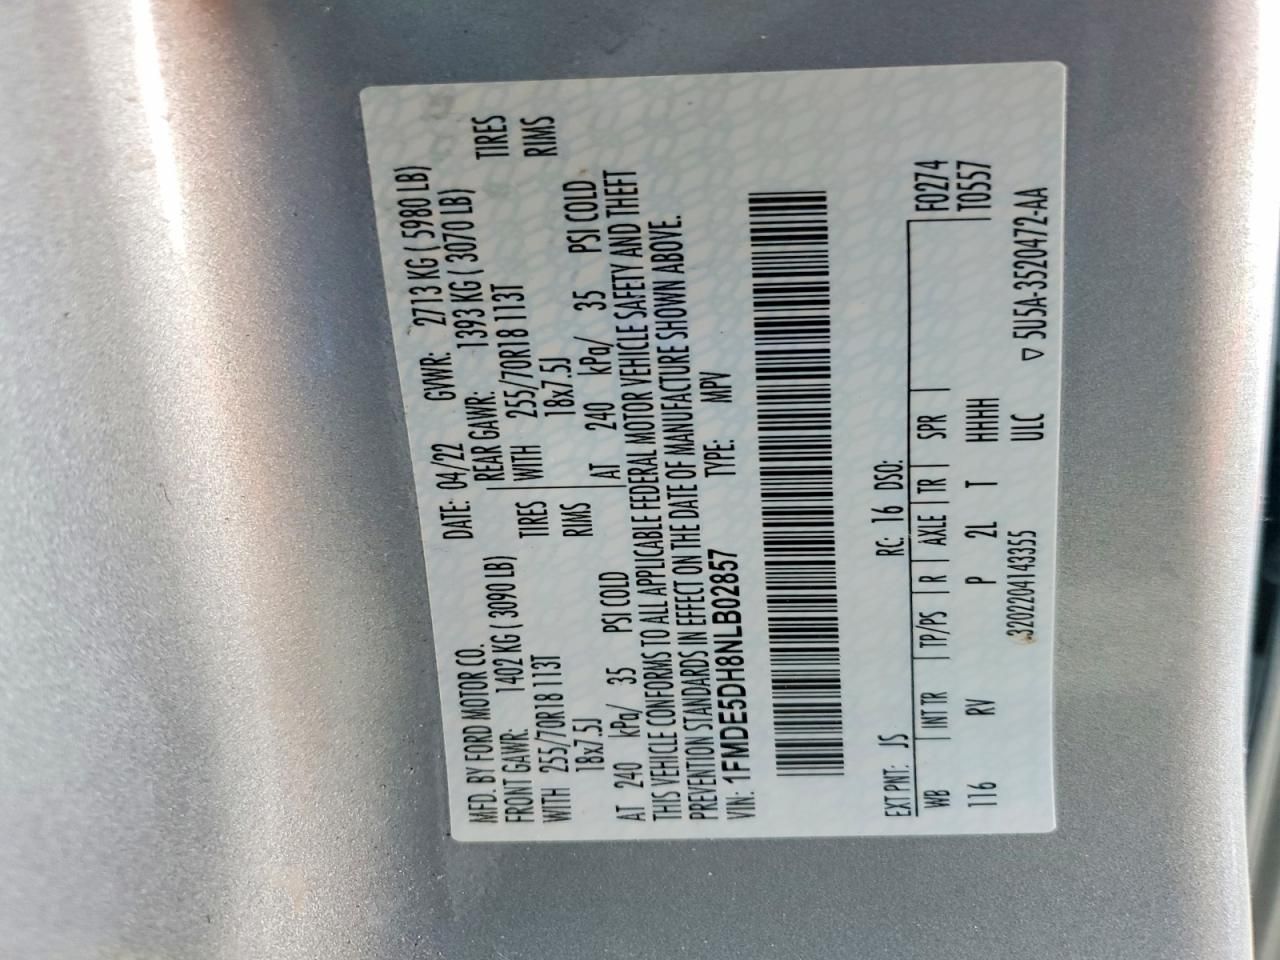 MFD. BY FORD MOTOR CO.
DATE: 04/22 GVWR: 2713 KG ( 5980 LB)
FRONT GAWR: 1402 KG ( 3090 LB)
REAR GAWR: 1393 KG ( 3070 LB)
WITH 255/70R18 113T TIRES
WITH 255/70R18 113T TIRES
18x7.5J RIMS
18x7.5J RIMS
AT 240 kPa/ 35 PSI COLD
AT 240 kPa/ 35 PSI COLD
THIS VEHICLE CONFORMS TO ALL APPLICABLE FEDERAL MOTOR VEHICLE SAFETY AND THEFT
PREVENTION STANDARDS IN EFFECT ON THE DATE OF MANUFACTURE SHOWN ABOVE.
VIN: 1FMDE5DH8NLB02857 TYPE: MPV
EXT PNT: JS RC: 16 DSO:
WB INT TR TP/PS R AXLE TR SPR F0274
116 RV P 2L T HHHH T0557
320220414335​5 ULC ▽ 5U5A-3520472-AA